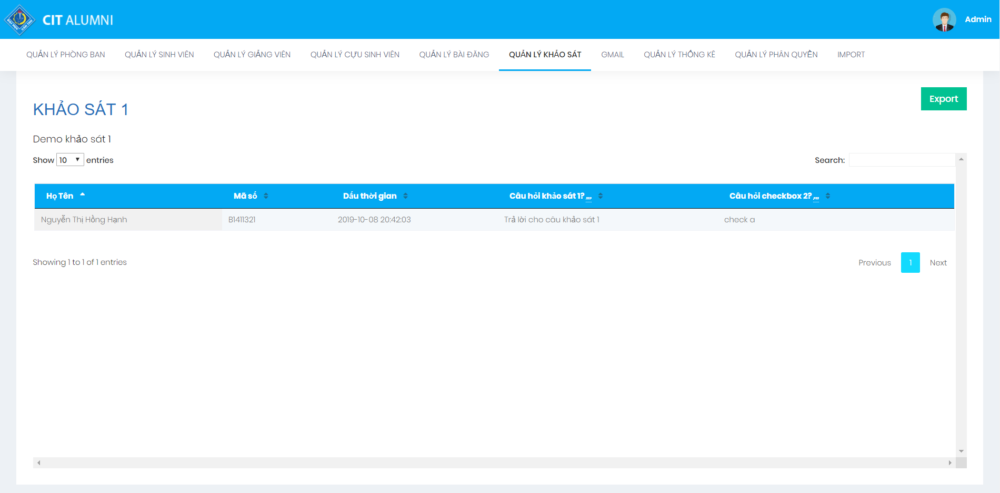 ĐẠI HỌC CẦN THƠ
CIT ALUMNI
Admin
QUẢN LÝ PHÒNG BAN QUẢN LÝ SINH VIÊN QUẢN LÝ GIẢNG VIÊN QUẢN LÝ CỰU SINH VIÊN QUẢN LÝ BÀI ĐĂNG QUẢN LÝ KHẢO SÁT GMAIL QUẢN LÝ THỐNG KÊ QUẢN LÝ PHÂN QUYỀN IMPORT
Export
KHẢO SÁT 1
Demo khảo sát 1
Show 10 entries Search:
Họ Tên Mã số Dấu thời gian Câu hỏi khảo sát 1? ,,,, Câu hỏi checkbox 2? ,,,,
Nguyễn Thị Hồng Hạnh B1411321 2019-10-08 20:42:03 Trả lời cho câu khảo sát 1 check a
Showing 1 to 1 of 1 entries Previous 1 Next